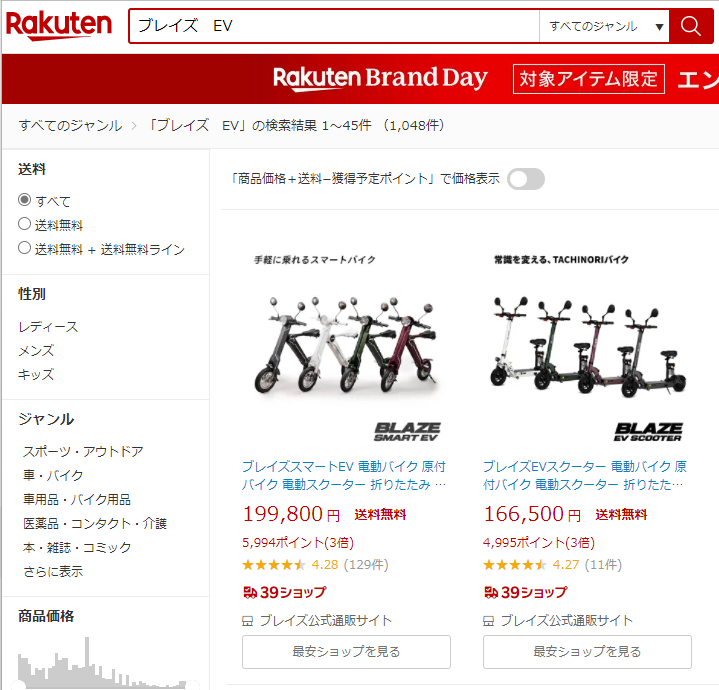 Rakuten
ブレイズ　EV
すべてのジャンル ▼
Rakuten Brand Day 対象アイテム限定 エン
すべてのジャンル > 「ブレイズ　EV」の検索結果 1～45件 （1,048件）
送料
すべて
送料無料
送料無料 + 送料無料ライン
性別
レディース
メンズ
キッズ
ジャンル
スポーツ・アウトドア
車・バイク
車用品・バイク用品
医薬品・コンタクト・介護
本・雑誌・コミック
さらに表示
商品価格
「商品価格＋送料−獲得予定ポイント」で価格表示
手軽に乗れるスマートバイク
BLAZE
SMART EV
ブレイズスマートEV 電動バイク 原付
バイク 電動スクーター 折りたたみ …
199,800 円 送料無料
5,994ポイント(3倍)
★★★★★ 4.28 (129件)
39ショップ
ブレイズ公式通販サイト
最安ショップを見る
常識を変える、TACHINORIバイク
BLAZE
EV SCOOTER
ブレイズEVスクーター 電動バイク 原
付バイク 電動スクーター 折りたた…
166,500 円 送料無料
4,995ポイント(3倍)
★★★★★ 4.27 (11件)
39ショップ
ブレイズ公式通販サイト
最安ショップを見る